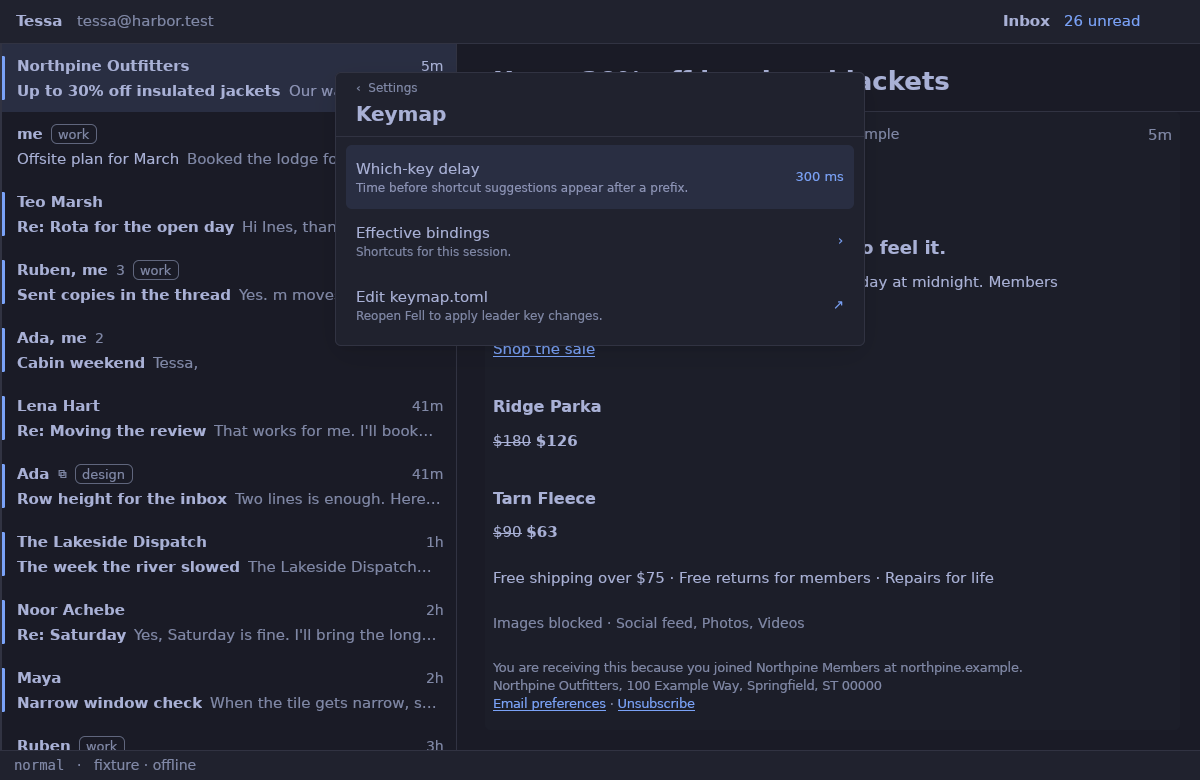 Tessa tessa@harbor.test
Inbox 26 unread
Northpine Outfitters 5m
Up to 30% off insulated jackets Our
me work
Offsite plan for March Booked the lodge
Teo Marsh
Re: Rota for the open day Hi Ines,
Ruben, me 3 work
Sent copies in the thread Yes. m move
Ada, me 2
Cabin weekend Tessa,
Lena Hart 41m
Re: Moving the review That works for me. I'll book…
Ada design 41m
Row height for the inbox Two lines is enough. Here…
The Lakeside Dispatch 1h
The week the river slowed The Lakeside Dispatch…
Noor Achebe 2h
Re: Saturday Yes, Saturday is fine. I'll bring the long…
Maya 2h
Narrow window check When the tile gets narrow, s…
Ruben work 3h
‹ Settings
Keymap
Which-key delay
Time before shortcut suggestions appear after a prefix.
300 ms
Effective bindings ›
Shortcuts for this session.
Edit keymap.toml ↗
Reopen Fell to apply leader key changes.
ackets
mple 5m
o feel it.
day at midnight. Members
Shop the sale
Ridge Parka
$180 $126
Tarn Fleece
$90 $63
Free shipping over $75 · Free returns for members · Repairs for life
Images blocked · Social feed, Photos, Videos
You are receiving this because you joined Northpine Members at northpine.example.
Northpine Outfitters, 100 Example Way, Springfield, ST 00000
Email preferences · Unsubscribe
normal · fixture · offline